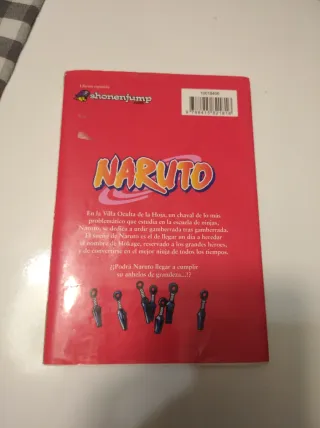 shonenjump
NARUTO
En la Villa Oculta de la Hoja, un chaval de lo más
problemático que estudia en la escuela de ninjas,
Naruto, se dedica a urdir gamberrada tras gamberrada.
El sueño de Naruto es el de llegar un día a heredar
el nombre de Hokage, reservado a los grandes héroes,
y de convertirse en el mejor ninja de todos los tiempos.
¡¿Podrá Naruto llegar a cumplir
su anhelos de grandeza...!?